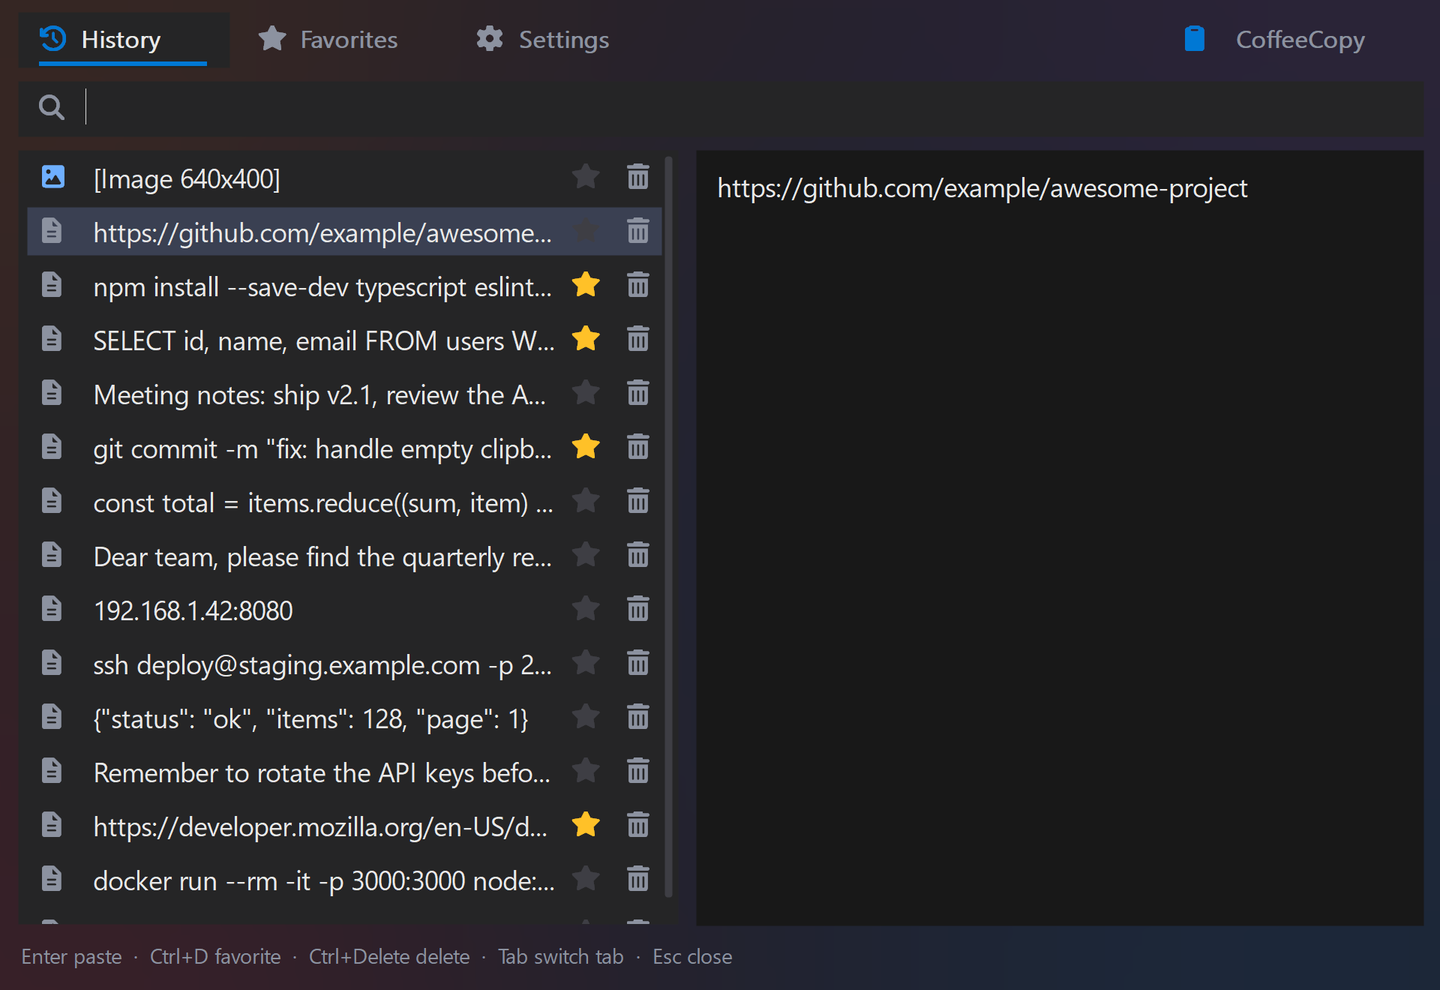 History
Favorites
Settings
CoffeeCopy
[Image 640x400]
https://github.com/example/awesome...
npm install --save-dev typescript eslint...
SELECT id, name, email FROM users W...
Meeting notes: ship v2.1, review the A...
git commit -m "fix: handle empty clipb...
const total = items.reduce((sum, item) ...
Dear team, please find the quarterly re...
192.168.1.42:8080
ssh deploy@staging.example.com -p 2...
{"status": "ok", "items": 128, "page": 1}
Remember to rotate the API keys befo...
https://developer.mozilla.org/en-US/d...
docker run --rm -it -p 3000:3000 node:...
https://github.com/example/awesome-project
Enter paste · Ctrl+D favorite · Ctrl+Delete delete · Tab switch tab · Esc close